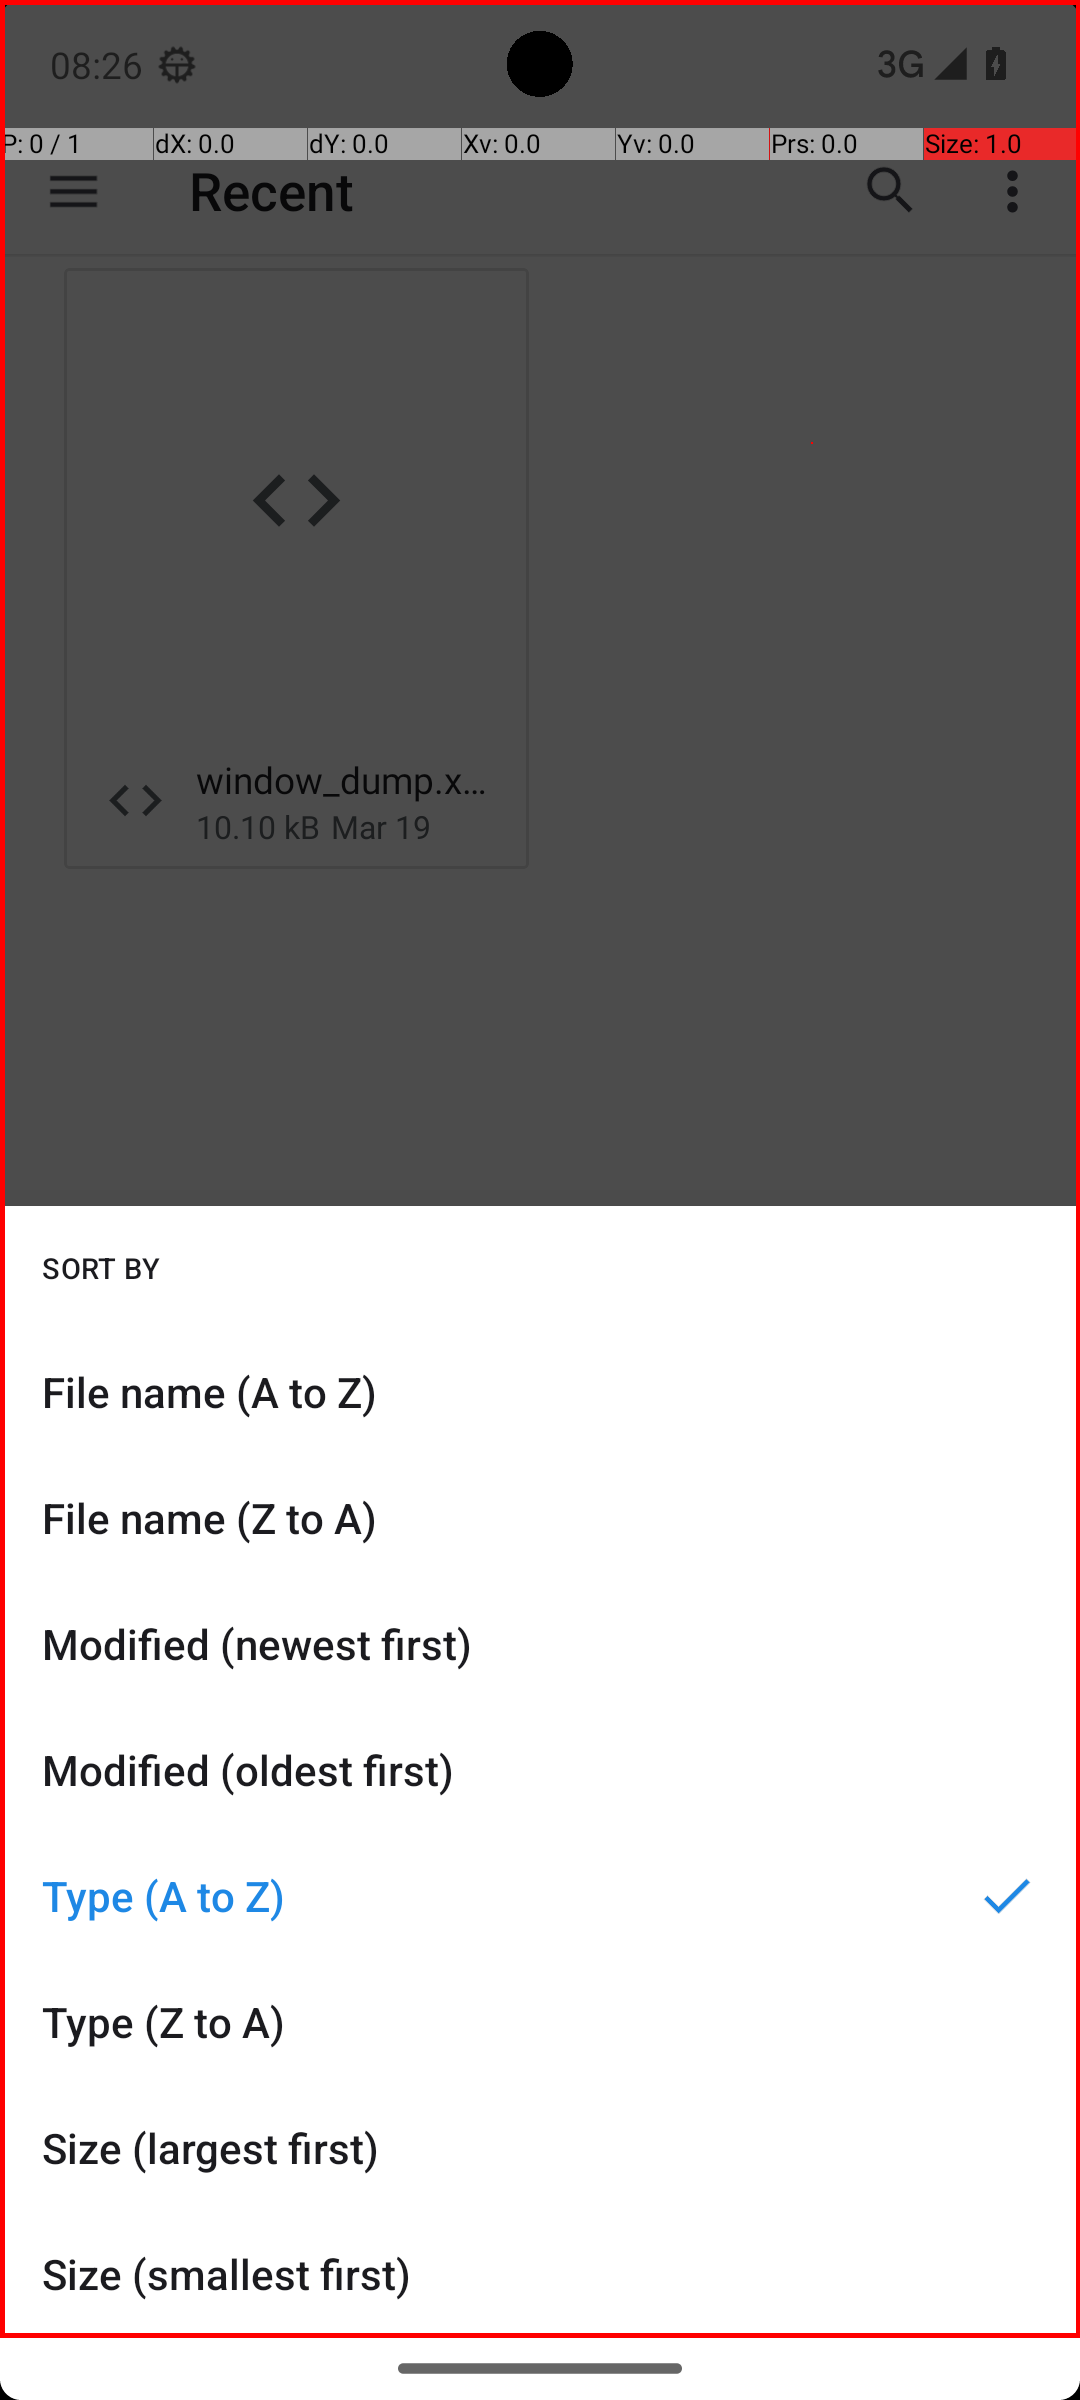 08:26
3G
P: 0 / 1 dX: 0.0 dY: 0.0 Xv: 0.0 Yv: 0.0 Prs: 0.0 Size: 1.0
Recent
window_dump.x...
10.10 kB Mar 19
SORT BY
File name (A to Z)
File name (Z to A)
Modified (newest first)
Modified (oldest first)
Type (A to Z)
Type (Z to A)
Size (largest first)
Size (smallest first)